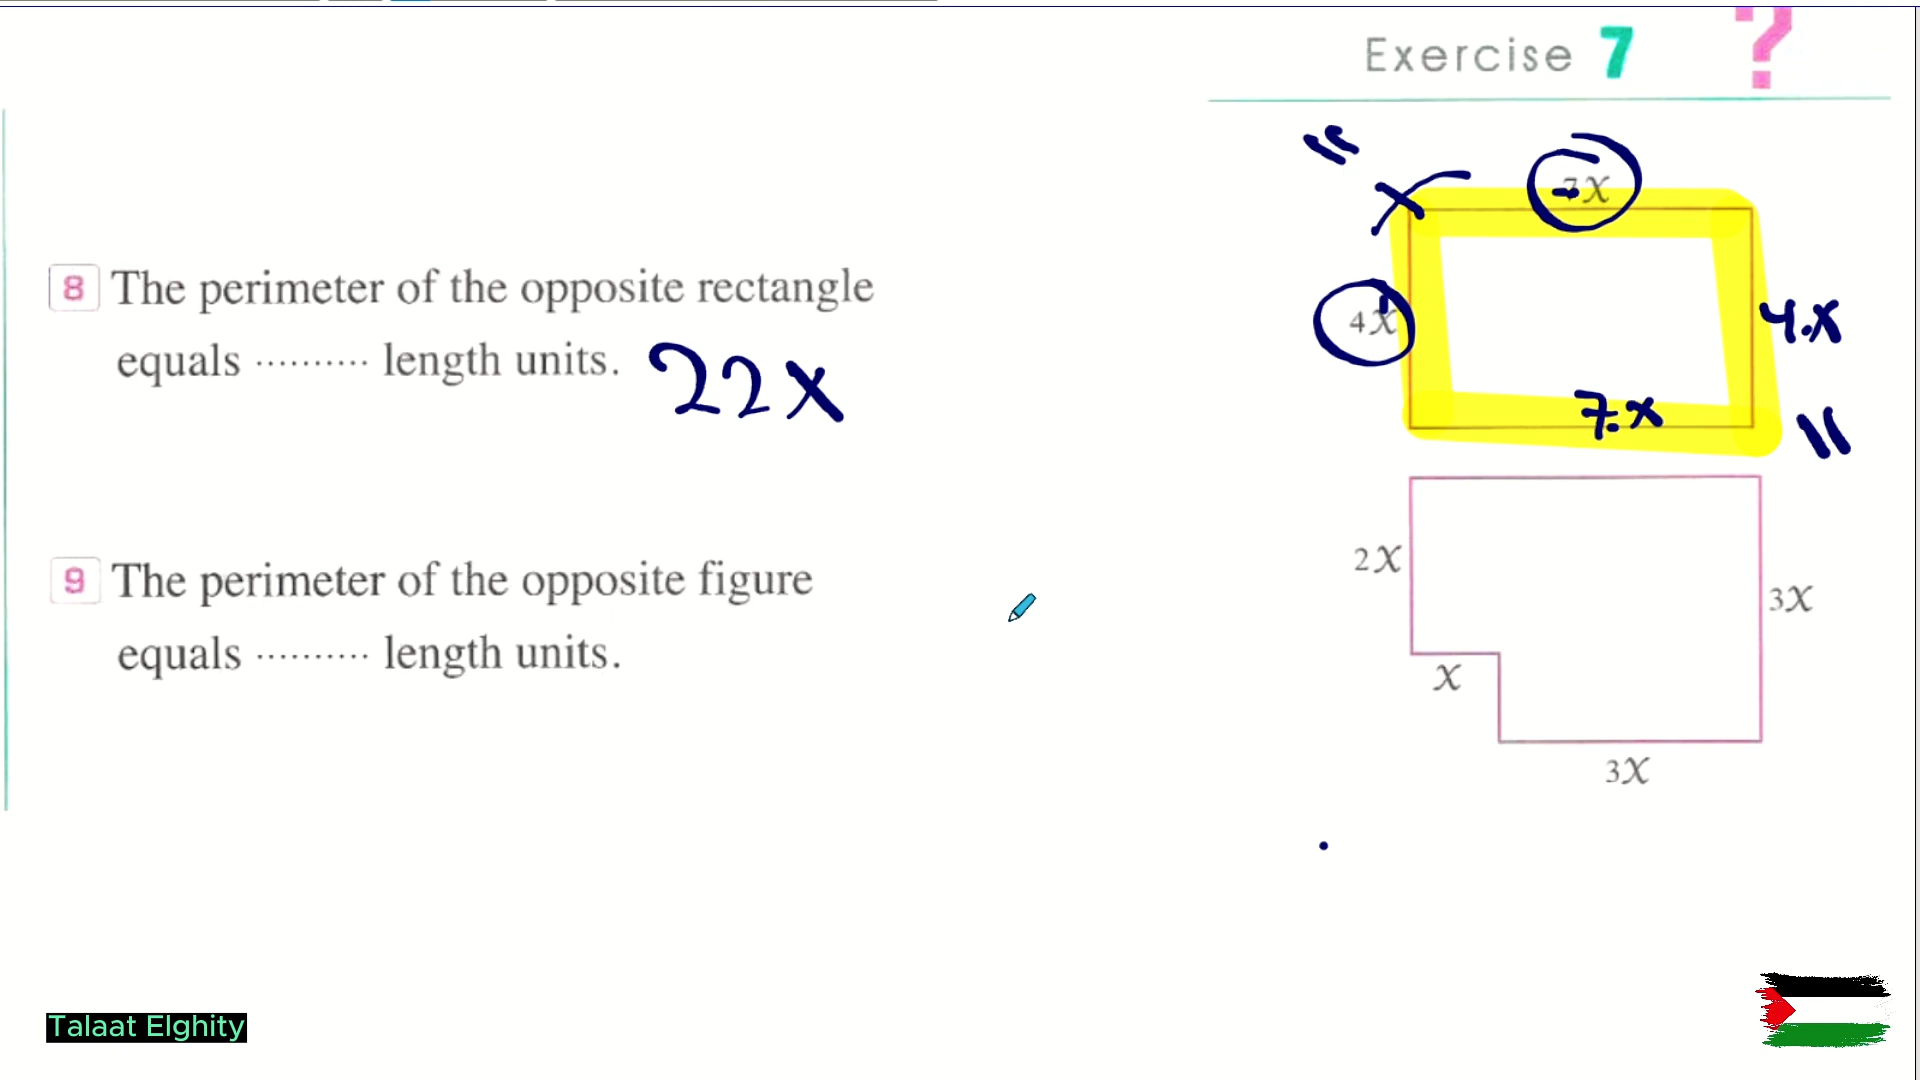 Exercise 7 ?
"
7x
8 The perimeter of the opposite rectangle
4x
4.x
equals .......... length units. 22x
7.x
"
9 The perimeter of the opposite figure
2x
3x
equals .......... length units.
x
3x
Talaat Elghity